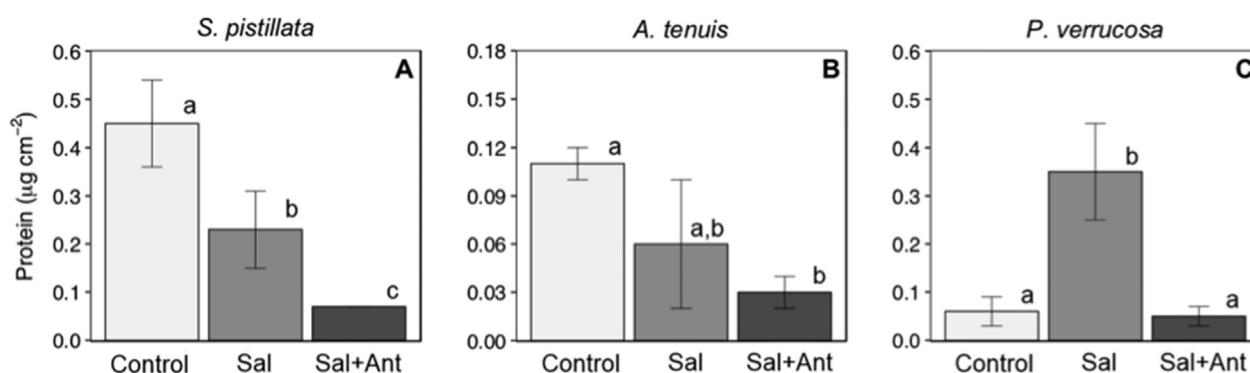 S. pistillata
A. tenuis
P. verrucosa
Protein (μg cm⁻²)
0.6
0.5
0.4
0.3
0.2
0.1
0.0
A
a
b
c
Control
Sal
Sal+Ant
0.18
0.15
0.12
0.09
0.06
0.03
0.00
B
a
a,b
b
Control
Sal
Sal+Ant
0.6
0.5
0.4
0.3
0.2
0.1
0.0
C
a
b
a
Control
Sal
Sal+Ant